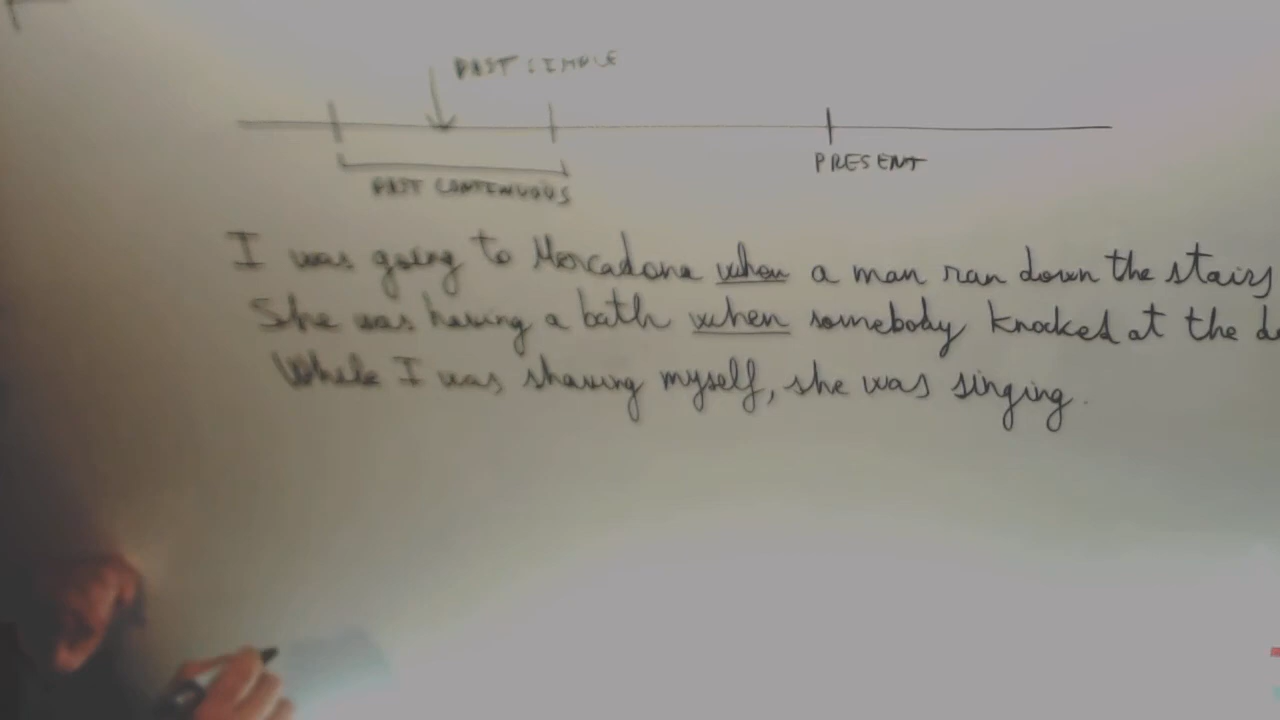 PAST SIMPLE
PRESENT
PAST CONTINUOUS
I was going to Mercadona when a man ran down the stairs
She was having a bath when somebody knocked at the
While I was shaving myself, she was singing.